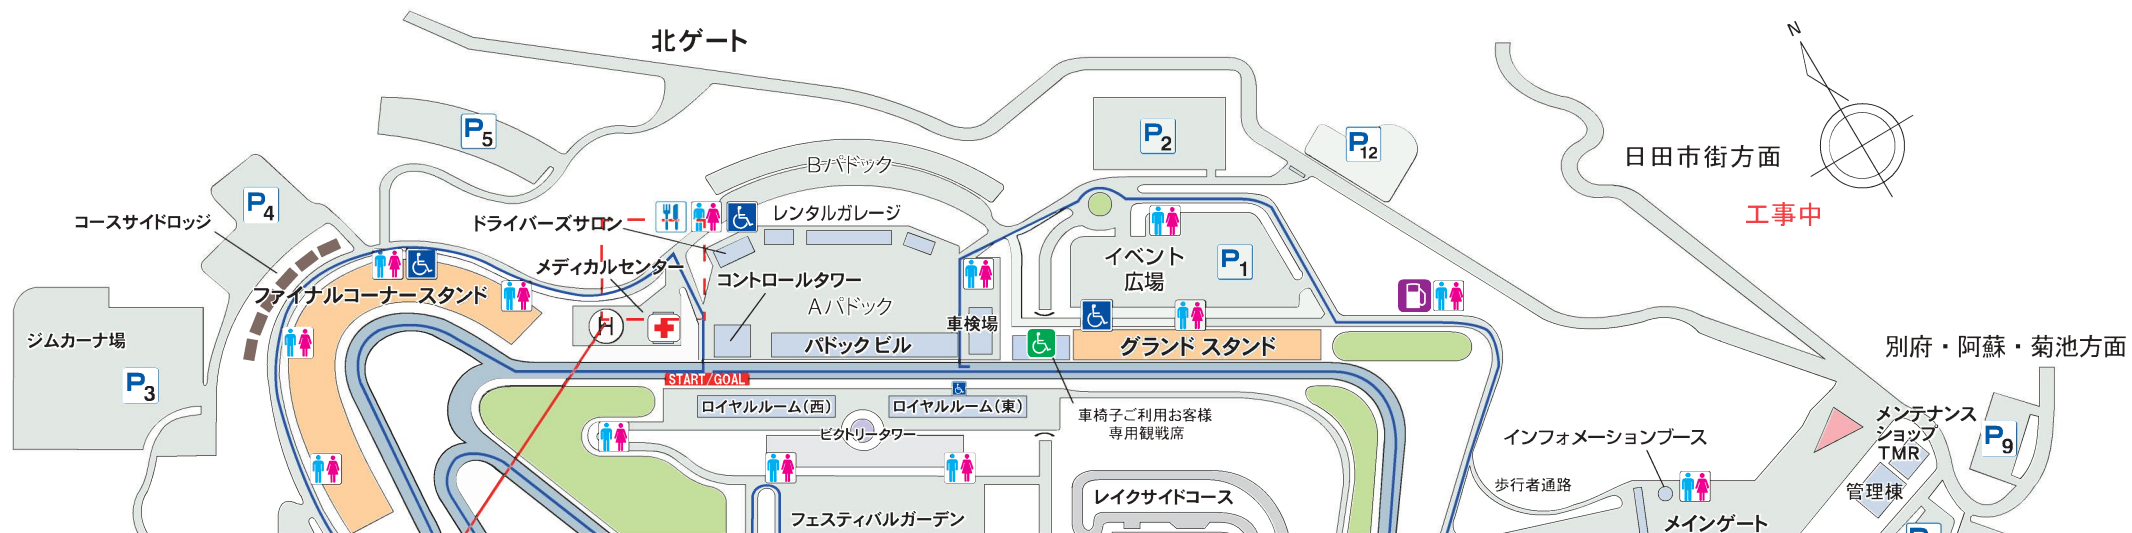 北ゲート
N
P5
P2
P12
日田市街方面
Bパドック
P4
コースサイドロッジ
ドライバーズサロン
レンタルガレージ
工事中
イベント
広場
P1
メディカルセンター
コントロールタワー
ファイナルコーナースタンド
Aパドック
H
車検場
ジムカーナ場
パドックビル
グランド スタンド
別府・阿蘇・菊池方面
P3
START/GOAL
ロイヤルルーム(西)
ロイヤルルーム(東)
車椅子ご利用お客様
専用観戦席
ビクトリータワー
メンテナンス
ショップ
TMR
P9
インフォメーションブース
歩行者通路
管理棟
レイクサイドコース
フェスティバルガーデン
メインゲート
P